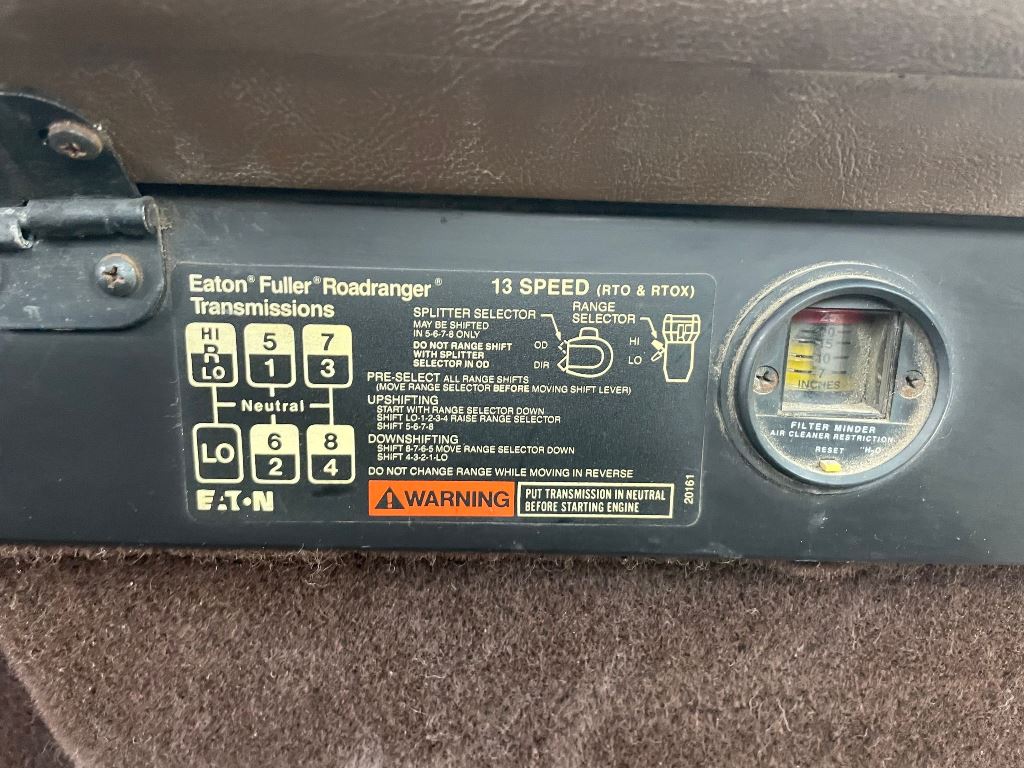 Eaton® Fuller® Roadranger®
Transmissions
13 SPEED (RTO & RTOX)
HI
R
LO
5
1
7
3
Neutral
LO
6
2
8
4
EATON
SPLITTER SELECTOR
MAY BE SHIFTED
IN 5-6-7-8 ONLY
DO NOT RANGE SHIFT
WITH SPLITTER
SELECTOR IN OD
OD
DIR
RANGE
SELECTOR
HI
LO
PRE-SELECT ALL RANGE SHIFTS
(MOVE RANGE SELECTOR BEFORE MOVING SHIFT LEVER)
UPSHIFTING
START WITH RANGE SELECTOR DOWN
SHIFT LO-1-2-3-4 RAISE RANGE SELECTOR
SHIFT 5-6-7-8
DOWNSHIFTING
SHIFT 8-7-6-5 MOVE RANGE SELECTOR DOWN
SHIFT 4-3-2-1-LO
DO NOT CHANGE RANGE WHILE MOVING IN REVERSE
WARNING
PUT TRANSMISSION IN NEUTRAL
BEFORE STARTING ENGINE
20161
25
INCHES
FILTER MINDER
AIR CLEANER RESTRICTION
RESET "H₂O